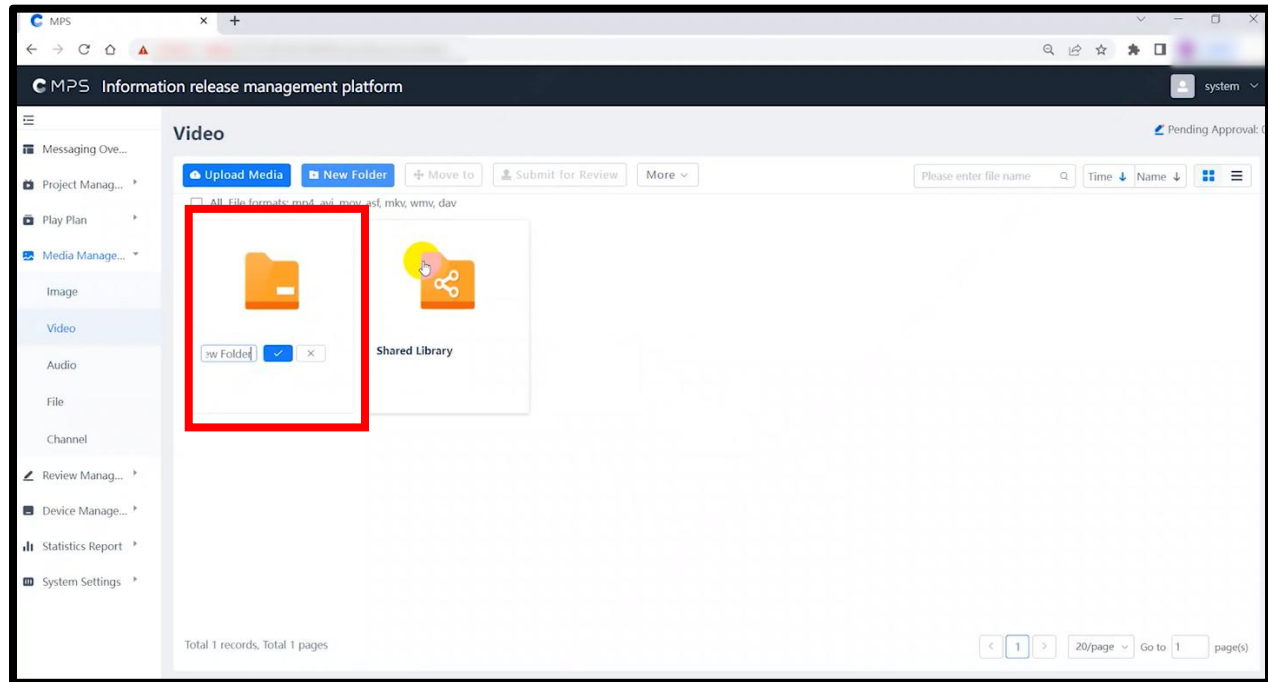 MPS
MPS Information release management platform
system
Messaging Ove...
Project Manag...
Play Plan
Media Manage...
Image
Video
Audio
File
Channel
Review Manag...
Device Manage...
Statistics Report
System Settings
Video
Pending Approval: 0
Upload Media New Folder Move to Submit for Review More
Please enter file name Time Name
All File formats: mp4, avi, mov, asf, mkv, wmv, dav
ew Folder
Shared Library
Total 1 records, Total 1 pages
1 20/page Go to 1 page(s)